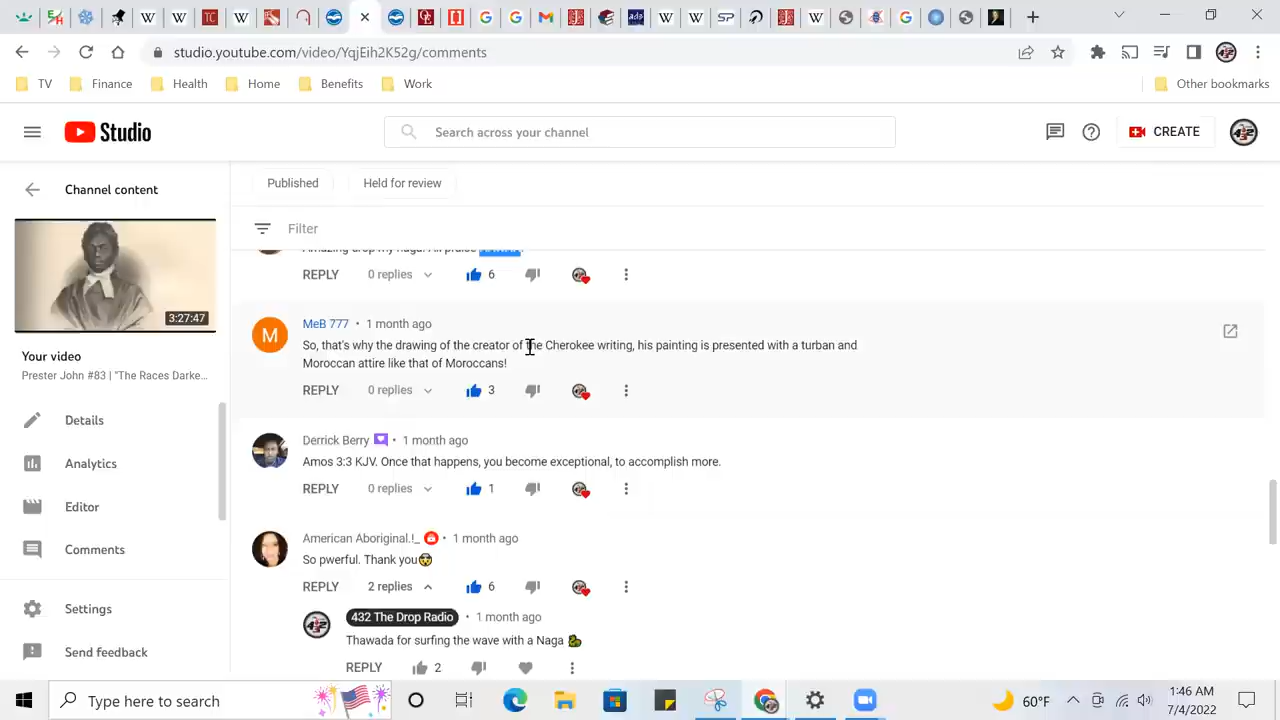 studio.youtube.com/video/YqjEih2K52g/comments
TV Finance Health Home Benefits Work Other bookmarks
Studio
Search across your channel
CREATE
Channel content
3:27:47
Your video
Prester John #83 | "The Races Darke...
Details
Analytics
Editor
Comments
Settings
Send feedback
Published Held for review
Filter
REPLY 0 replies 6
M
MeB 777 • 1 month ago
So, that's why the drawing of the creator of the Cherokee writing, his painting is presented with a turban and
Moroccan attire like that of Moroccans!
REPLY 0 replies 3
Derrick Berry • 1 month ago
Amos 3:3 KJV. Once that happens, you become exceptional, to accomplish more.
REPLY 0 replies 1
American Aboriginal.!_ • 1 month ago
So pwerful. Thank you
REPLY 2 replies 6
432 The Drop Radio • 1 month ago
Thawada for surfing the wave with a Naga
REPLY 2
Type here to search
60°F
1:46 AM
7/4/2022